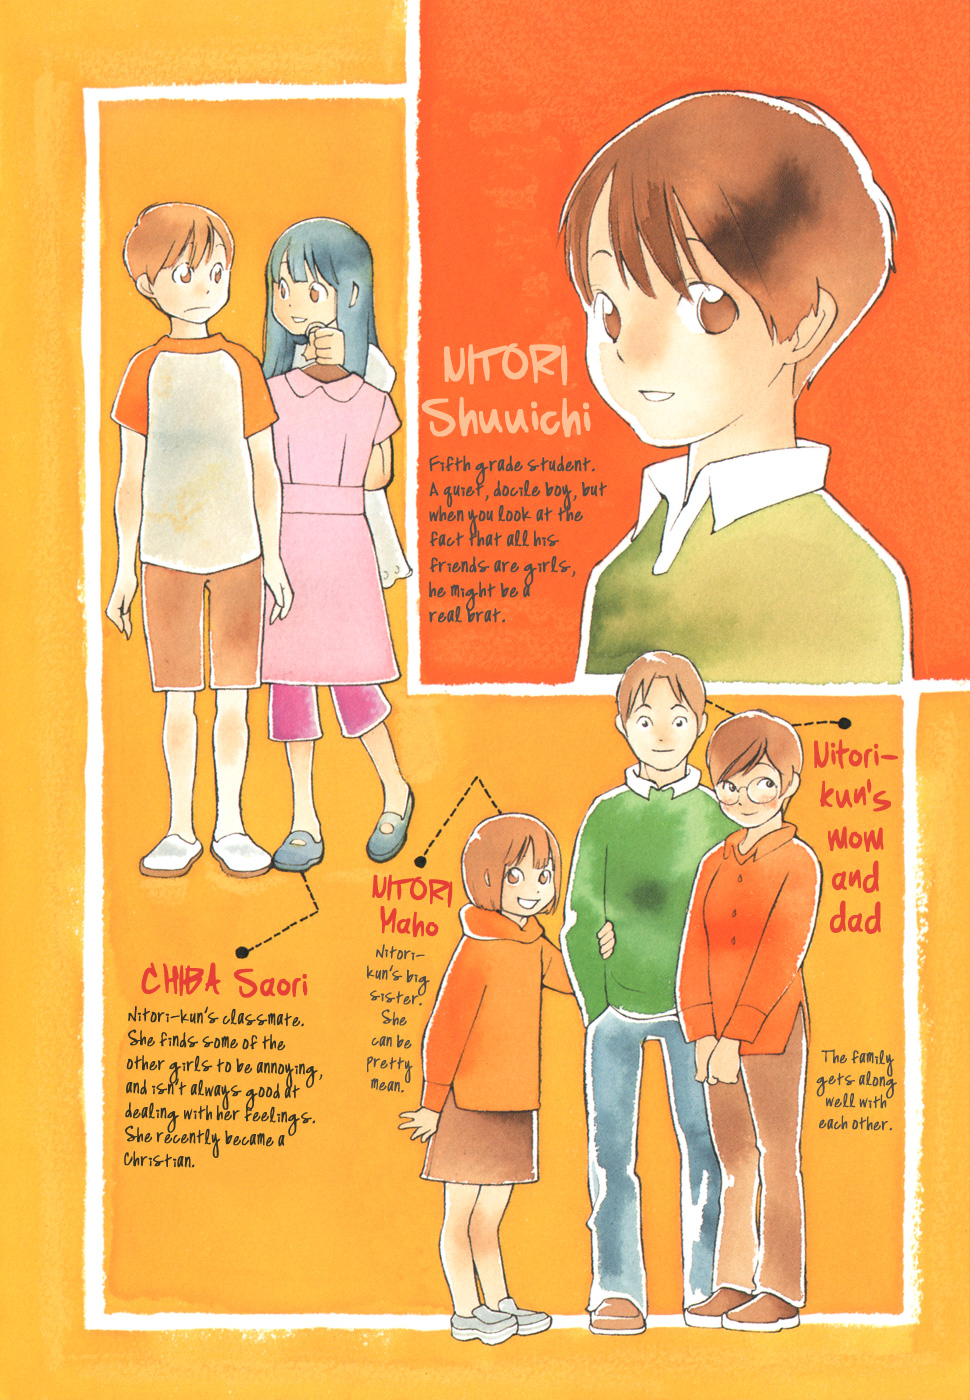 NITORI
Shuuichi
Fifth grade student.
A quiet, docile boy, but
when you look at the
fact that all his
friends are girls,
he might be a
real brat.
Nitori-
kun's
mom
and
dad
The family
gets along
well with
each other.
NITORI
Maho
Nitori-
kun's big
sister.
She
can be
pretty
mean.
CHIBA Saori
Nitori-kun's classmate.
She finds some of the
other girls to be annoying,
and isn't always good at
dealing with her feelings.
She recently became a
Christian.